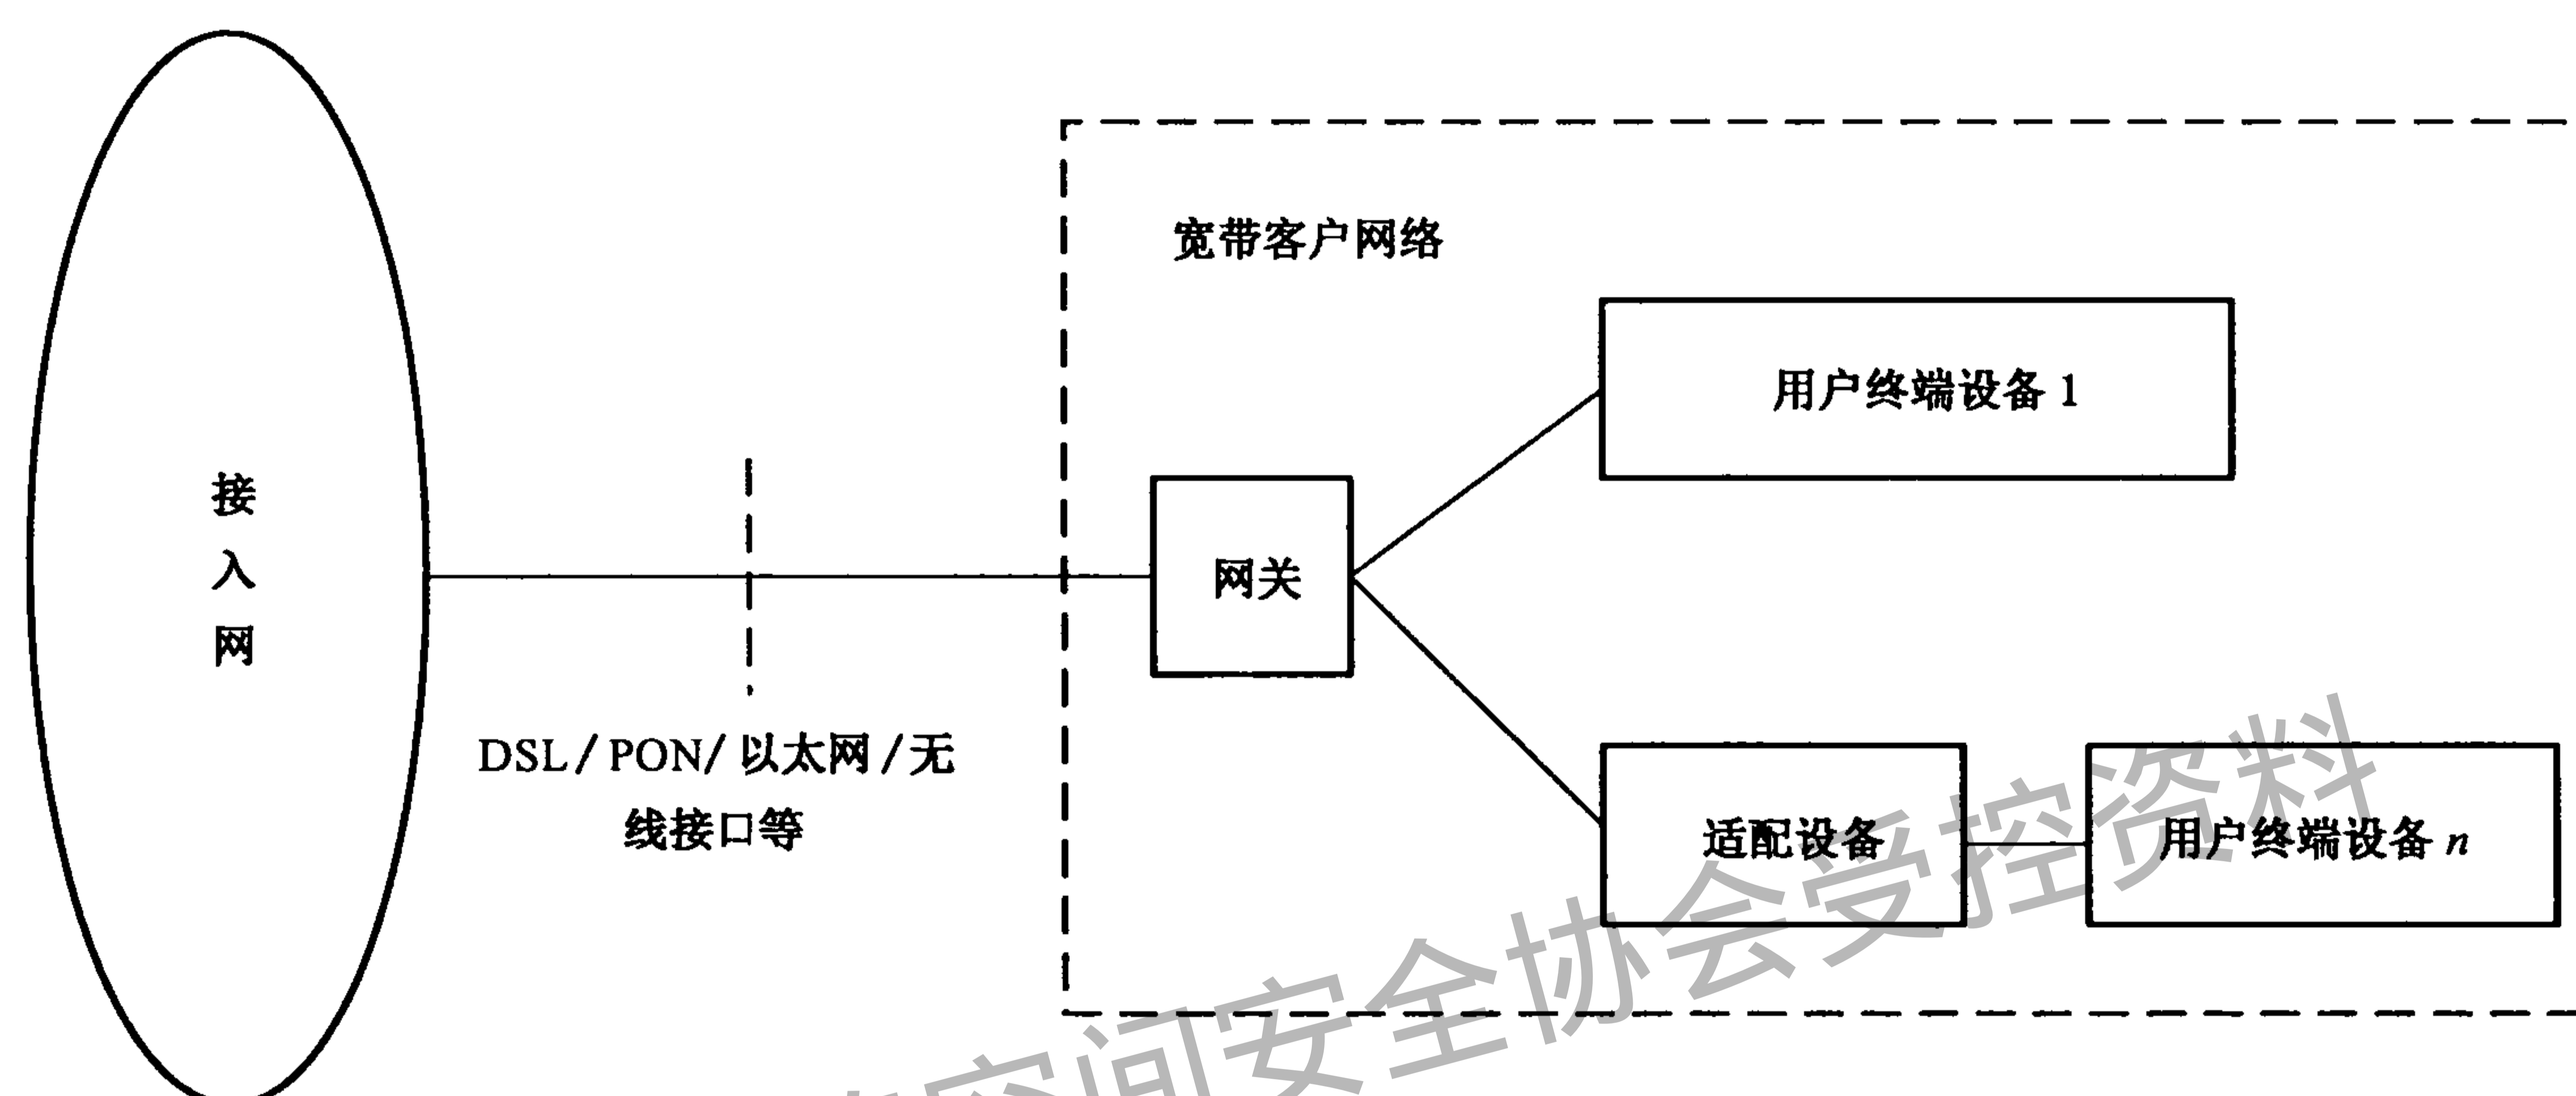 接
入
网
DSL/PON/以太网/无
线接口等
宽带客户网络
网关
用户终端设备1
适配设备
用户终端设备n
空间安全协会受控资料